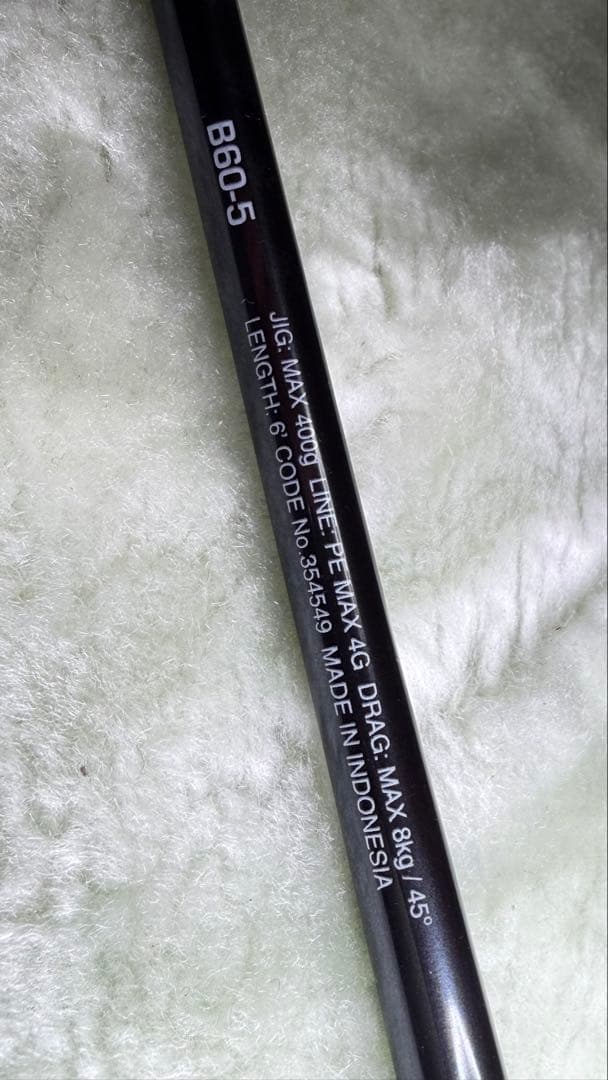 B60-5
JIG: MAX 400g LINE: PE MAX 4G DRAG: MAX 8kg / 45°
LENGTH: 6' CODE No.354549 MADE IN INDONESIA